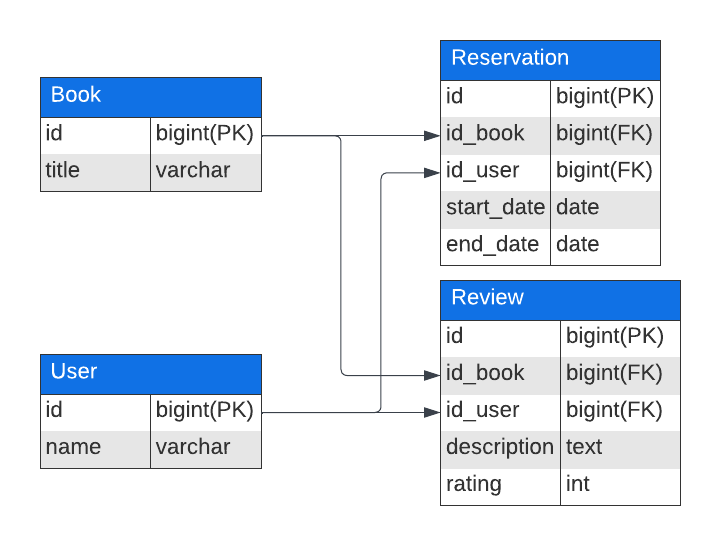 Book
id bigint(PK)
title varchar
User
id bigint(PK)
name varchar
Reservation
id bigint(PK)
id_book bigint(FK)
id_user bigint(FK)
start_date date
end_date date
Review
id bigint(PK)
id_book bigint(FK)
id_user bigint(FK)
description text
rating int